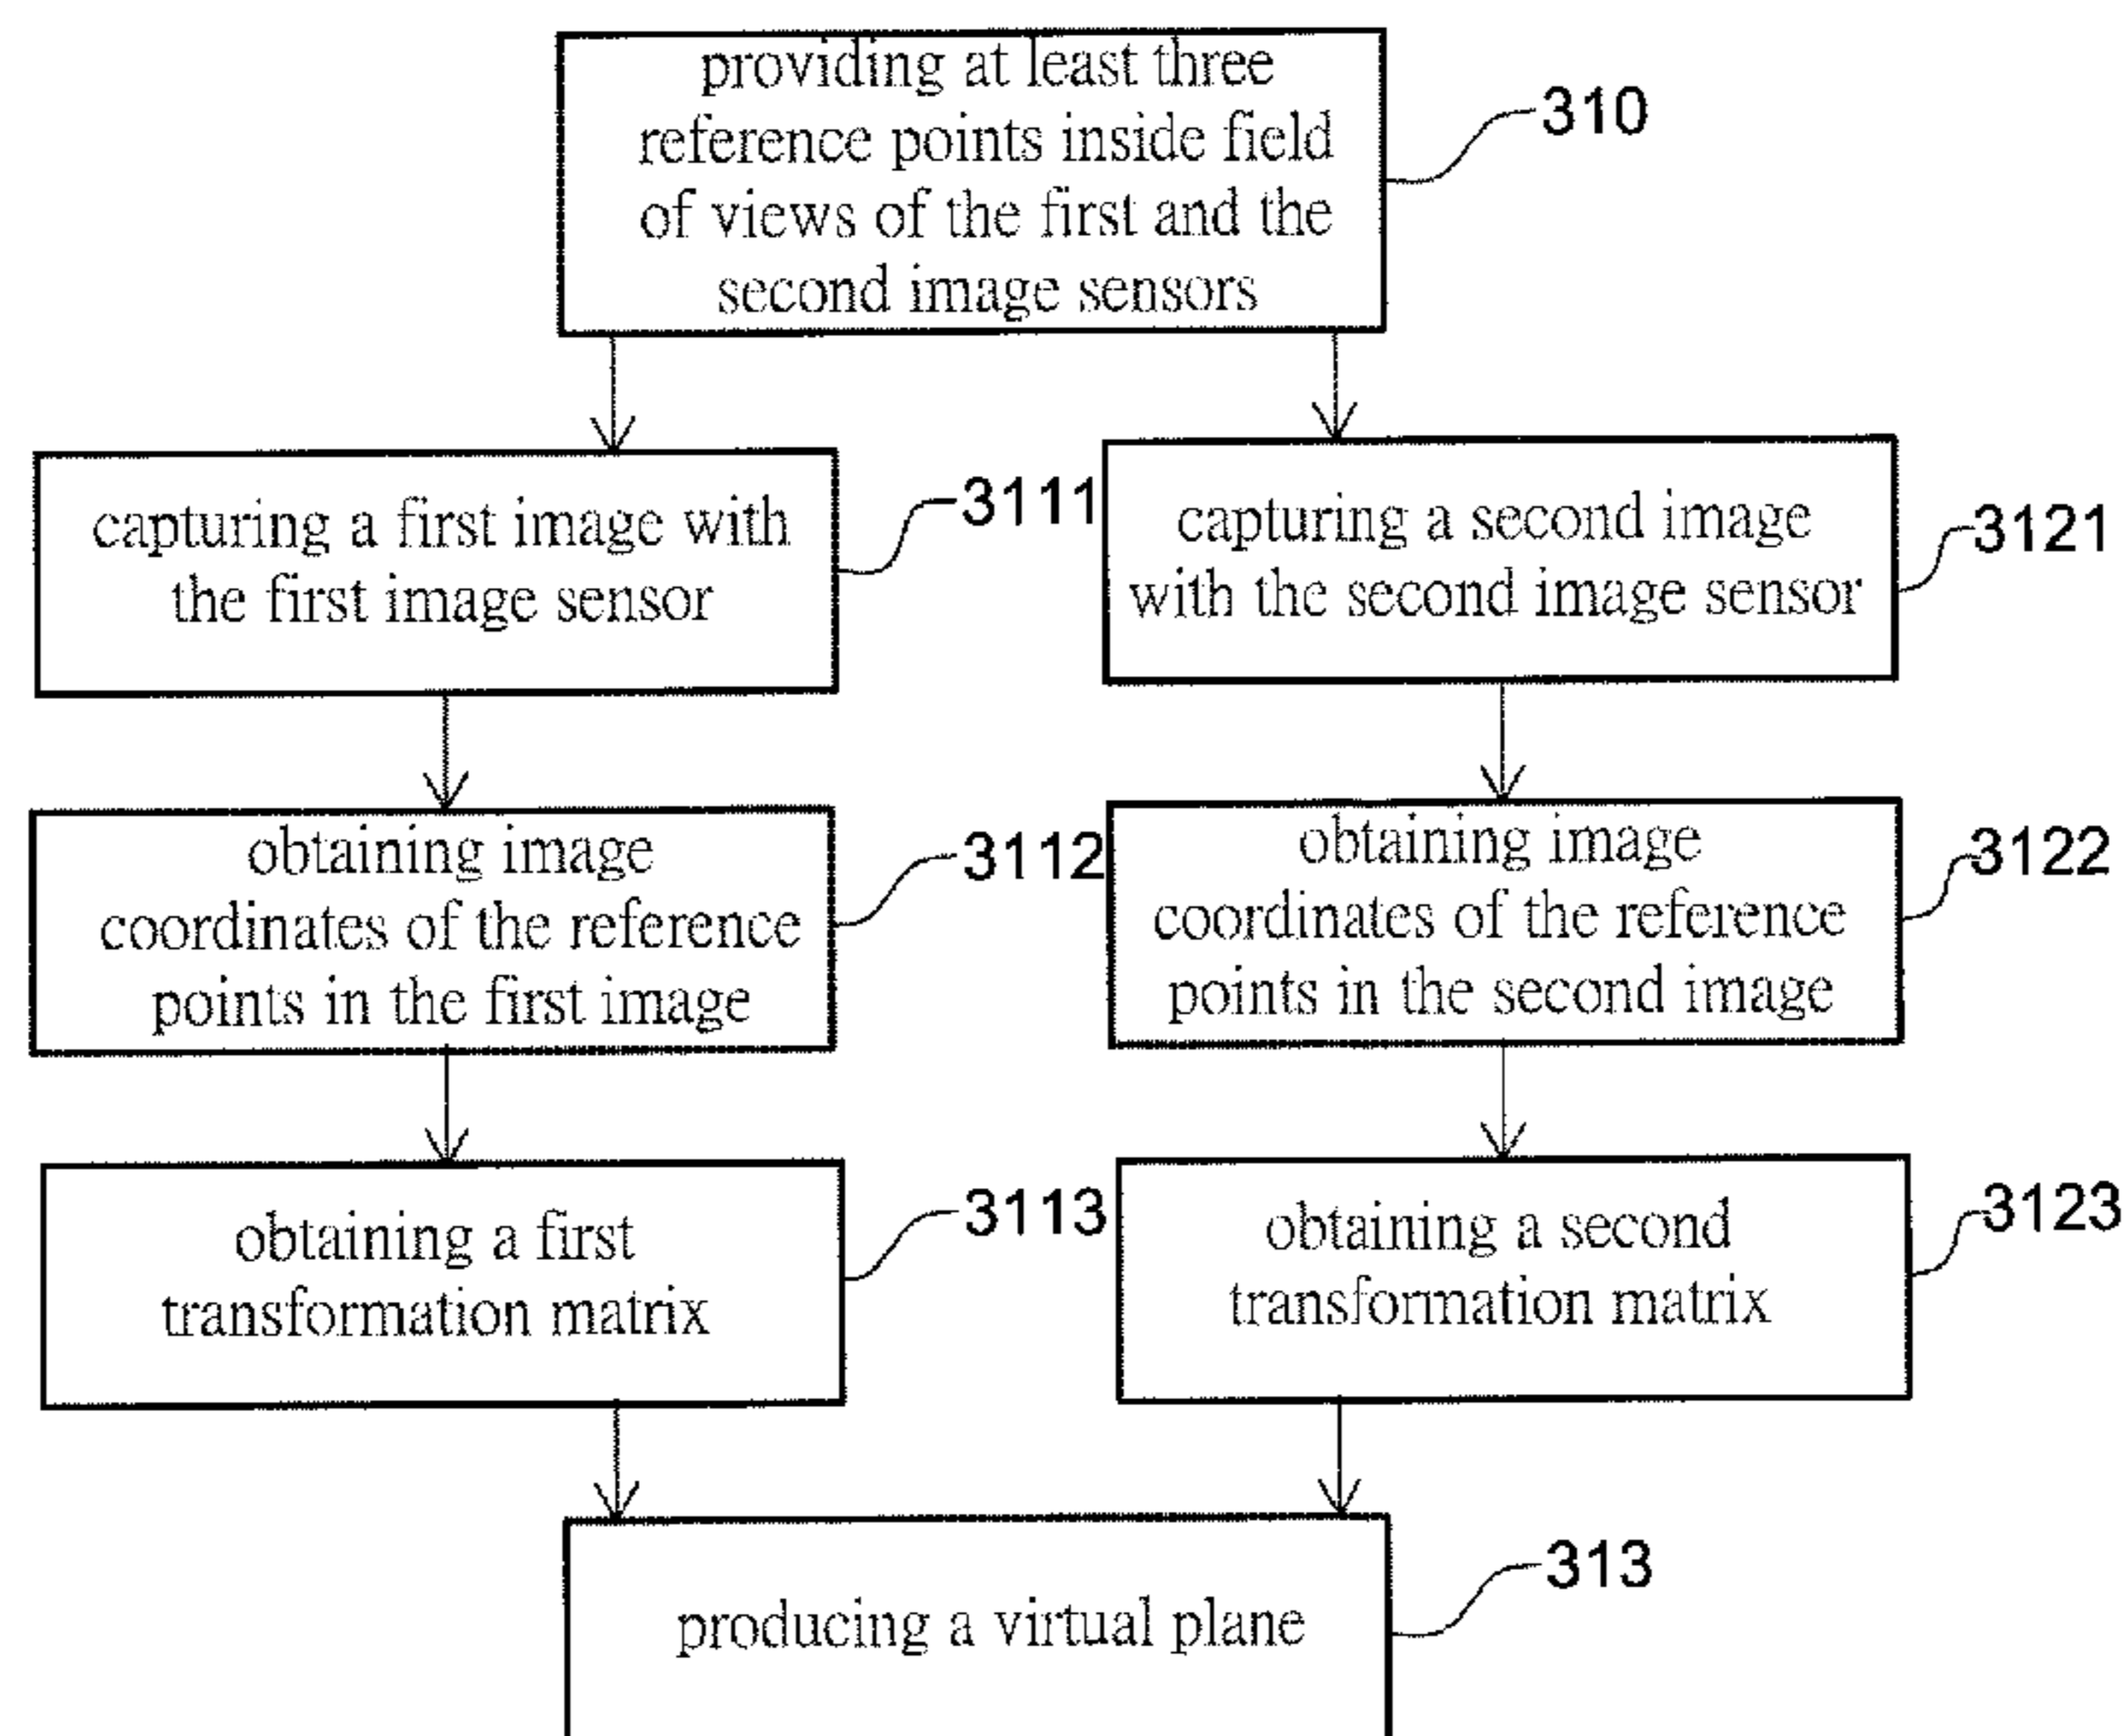 providing at least three
reference points inside field
of views of the first and the
second image sensors
310
capturing a first image with
the first image sensor
3111
capturing a second image
with the second image sensor
3121
obtaining image
coordinates of the reference
points in the first image
3112
obtaining image
coordinates of the reference
points in the second image
3122
obtaining a first
transformation matrix
3113
obtaining a second
transformation matrix
3123
producing a virtual plane
313